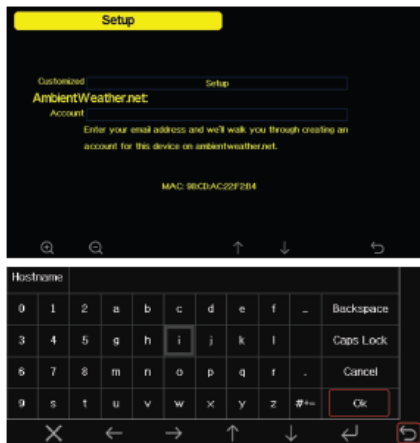 Setup
Customized Setup
AmbientWeather.net:
Account
Enter your email address and we'll walk you through creating an
account for this device on ambientweather.net.
MAC: 98:CD:AC:22:F2:B4
Hostname
0 1 2 a b c d e f _ Backspace
3 4 5 g h i j k l Caps Lock
6 7 8 m n o p q r . Cancel
9 s t u v w x y z #+= Ok